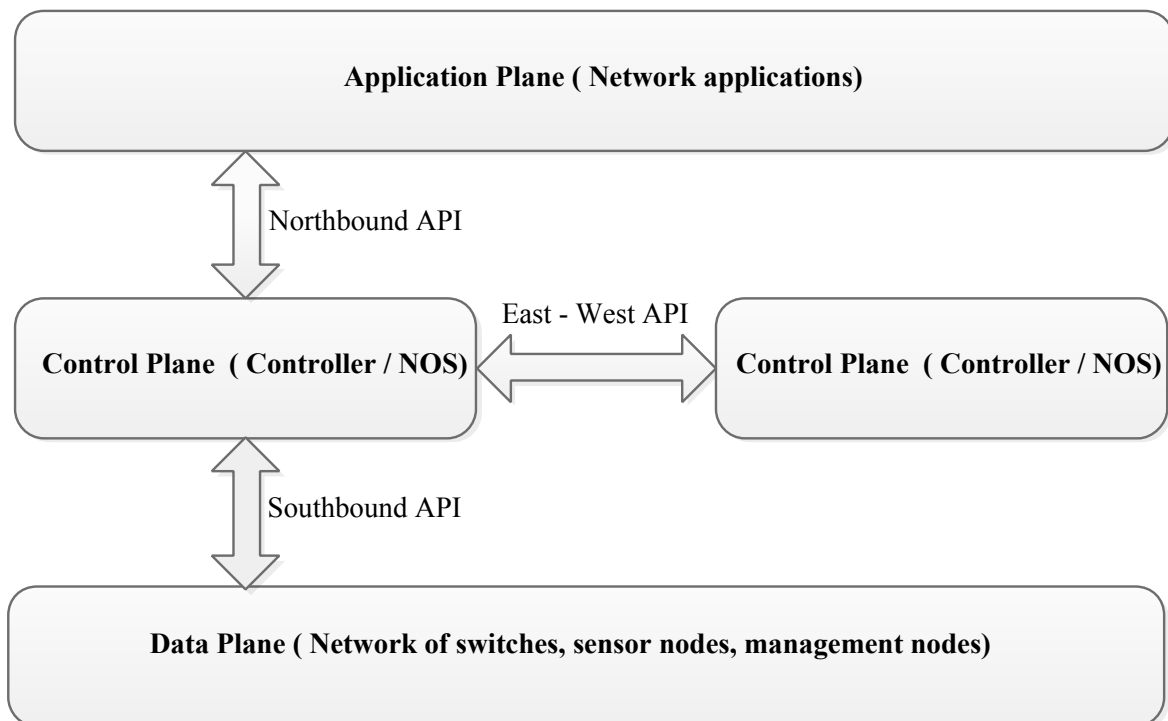 Application Plane ( Network applications)
Northbound API
East - West API
Control Plane  ( Controller / NOS)
Control Plane  ( Controller / NOS)
Southbound API
Data Plane ( Network of switches, sensor nodes, management nodes)